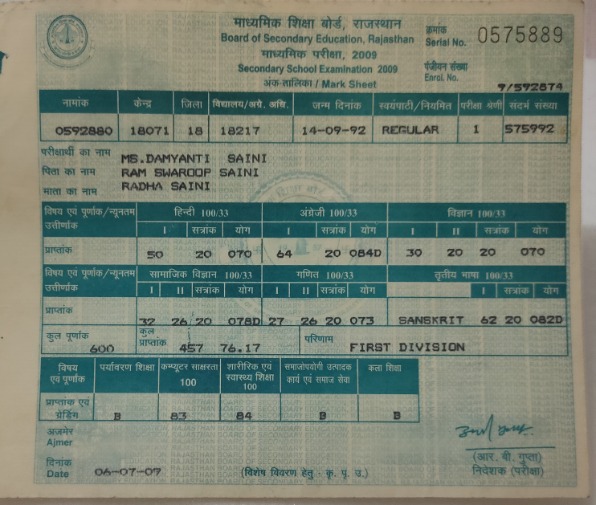 माध्यमिक शिक्षा बोर्ड, राजस्थान
Board of Secondary Education, Rajasthan
माध्यमिक परीक्षा, 2009
Secondary School Examination 2009
अंक-तालिका / Mark Sheet
क्रमांक
Serial No. 0575889
पंजीयन संख्या
Enrol. No. 9/592874
नामांक केन्द्र जिला विद्यालय/अग्रे. अधि. जन्म दिनांक स्वयंपाठी/नियमित परीक्षा श्रेणी संदर्भ संख्या
0592880 18071 18 18217 14-09-92 REGULAR 1 575992
परीक्षार्थी का नाम MS.DAMYANTI SAINI
पिता का नाम RAM SWAROOP SAINI
माता का नाम RADHA SAINI
विषय एवं पूर्णांक/न्यूनतम उत्तीर्णांक हिन्दी 100/33 अंग्रेजी 100/33 विज्ञान 100/33
I सत्रांक योग I सत्रांक योग I II सत्रांक योग
प्राप्तांक 50 20 070 64 20 084D 30 20 20 070
विषय एवं पूर्णांक/न्यूनतम उत्तीर्णांक सामाजिक विज्ञान 100/33 गणित 100/33 तृतीय भाषा 100/33
I II सत्रांक योग I II सत्रांक योग I सत्रांक योग
प्राप्तांक 32 26 20 078D 27 26 20 073 SANSKRIT 62 20 082D
कुल पूर्णांक 600 कुल प्राप्तांक 457 76.17 परिणाम FIRST DIVISION
विषय एवं पूर्णांक पर्यावरण शिक्षा कम्प्यूटर साक्षरता 100 शारीरिक एवं स्वास्थ्य शिक्षा 100 समाजोपयोगी उत्पादक कार्य एवं समाज सेवा कला शिक्षा
प्राप्तांक एवं ग्रेडिंग B 83 84 B B
अजमेर
Ajmer
दिनांक
Date 06-07-09
(विशेष विवरण हेतु - कृ. पृ. उ.)
(आर. बी. गुप्ता)
निदेशक (परीक्षा)